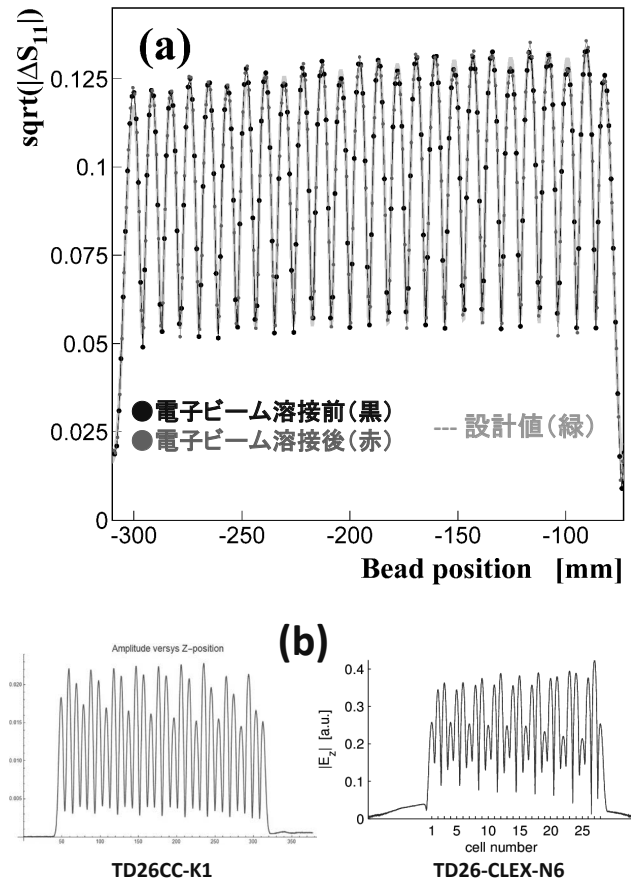 (a)
sqrt(|ΔS₁₁|)
0.125
0.1
0.075
0.05
0.025
0
●電子ビーム溶接前(黒)
●電子ビーム溶接後(赤)
--- 設計値(緑)
-300 -250 -200 -150 -100
Bead position [mm]
(b)
Amplitude versys Z-position
0.020
0.015
0.010
0.005
50 100 150 200 250 300 350
TD26CC-K1
|E_z| [a.u.]
0.4
0.3
0.2
0.1
0
1 5 10 15 20 25
cell number
TD26-CLEX-N6